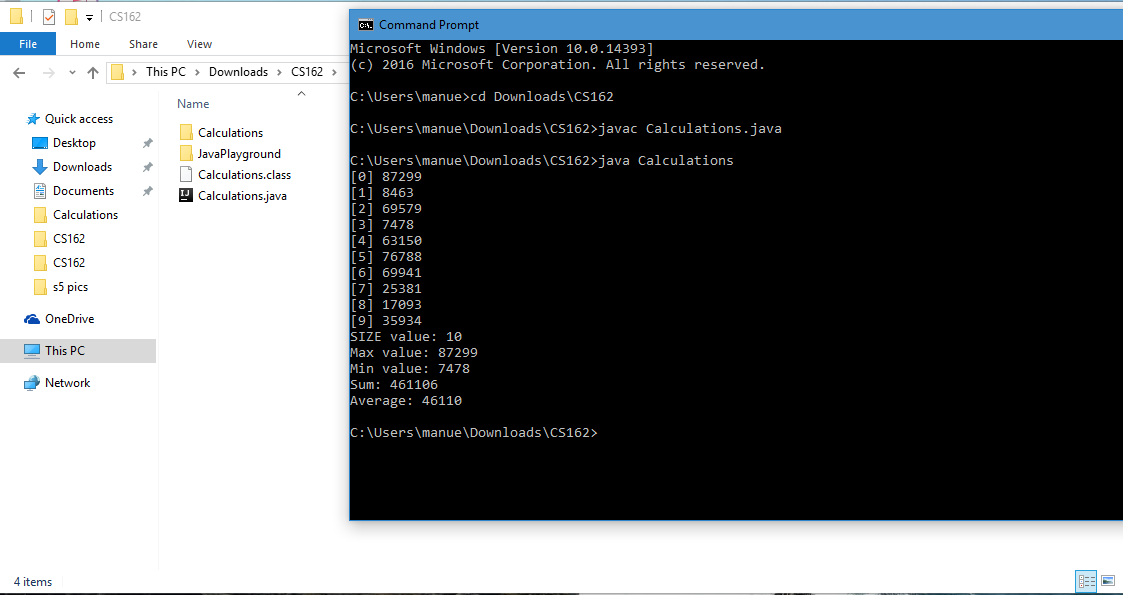 CS162
File Home Share View
This PC Downloads CS162
Name
Quick access
Desktop
Downloads
Documents
Calculations
CS162
CS162
s5 pics
OneDrive
This PC
Network
Calculations
JavaPlayground
Calculations.class
IJ Calculations.java
4 items
C:\. Command Prompt
Microsoft Windows [Version 10.0.14393]
(c) 2016 Microsoft Corporation. All rights reserved.
C:\Users\manue>cd Downloads\CS162
C:\Users\manue\Downloads\CS162>javac Calculations.java
C:\Users\manue\Downloads\CS162>java Calculations
[0] 87299
[1] 8463
[2] 69579
[3] 7478
[4] 63150
[5] 76788
[6] 69941
[7] 25381
[8] 17093
[9] 35934
SIZE value: 10
Max value: 87299
Min value: 7478
Sum: 461106
Average: 46110
C:\Users\manue\Downloads\CS162>